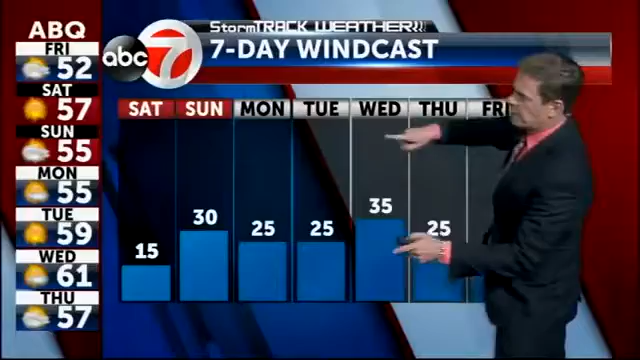 StormTRACK WEATHER!!!
abc 7
7-DAY WINDCAST
ABQ
FRI
52
SAT
57
SUN
55
MON
55
TUE
59
WED
61
THU
57
SAT SUN MON TUE WED THU FRI
15 30 25 25 35 25